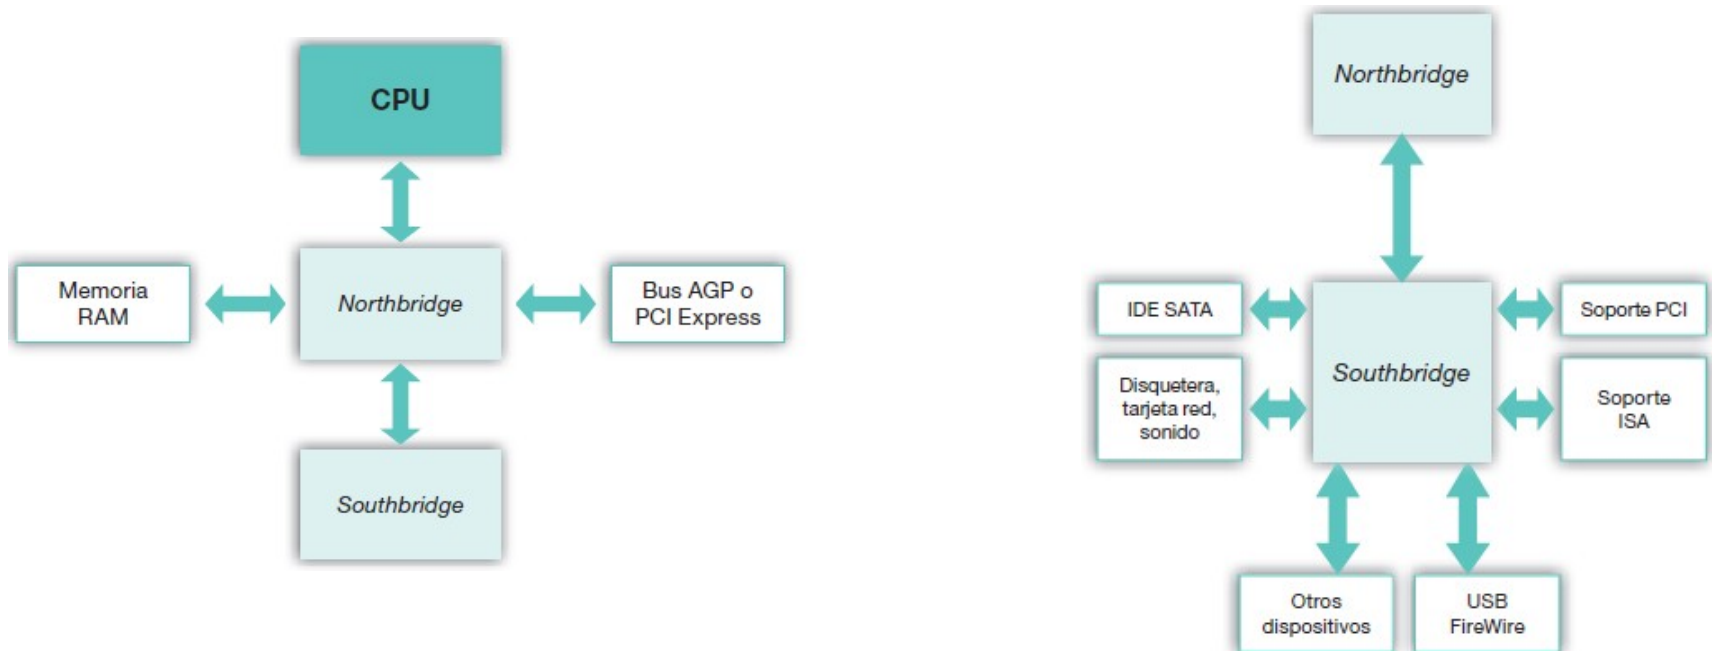 CPU
Memoria
RAM
Northbridge
Bus AGP o
PCI Express
Southbridge
Northbridge
IDE SATA
Soporte PCI
Southbridge
Disquetera,
tarjeta red,
sonido
Soporte
ISA
Otros
dispositivos
USB
FireWire